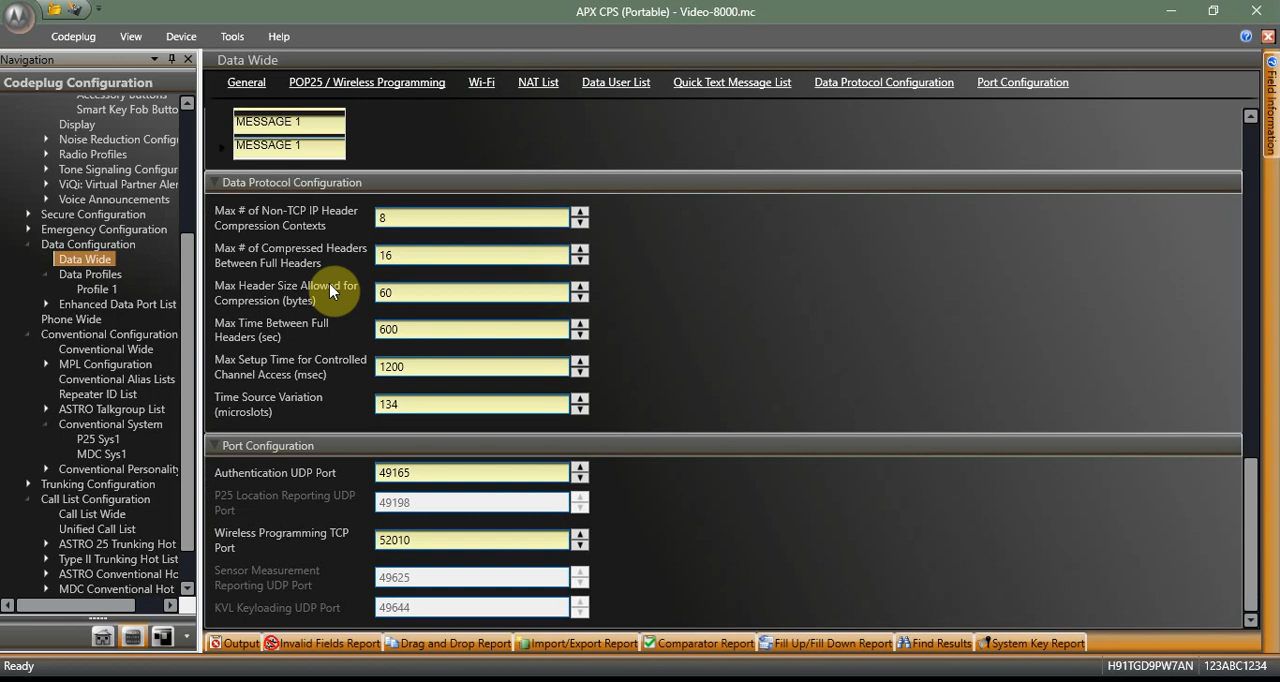 APX CPS (Portable) - Video-8000.mc
Codeplug View Device Tools Help
Navigation
Data Wide
Codeplug Configuration
General POP25 / Wireless Programming Wi-Fi NAT List Data User List Quick Text Message List Data Protocol Configuration Port Configuration
Field Information
Accessory Buttons
Smart Key Fob Butto
Display
Noise Reduction Configu
Radio Profiles
Tone Signaling Configur
ViQi: Virtual Partner Aler
Voice Announcements
Secure Configuration
Emergency Configuration
Data Configuration
Data Wide
Data Profiles
Profile 1
Enhanced Data Port List
Phone Wide
Conventional Configuration
Conventional Wide
MPL Configuration
Conventional Alias Lists
Repeater ID List
ASTRO Talkgroup List
Conventional System
P25 Sys1
MDC Sys1
Conventional Personality
Trunking Configuration
Call List Configuration
Call List Wide
Unified Call List
ASTRO 25 Trunking Hot
Type II Trunking Hot List
ASTRO Conventional Ho
MDC Conventional Hot
MESSAGE 1
MESSAGE 1
Data Protocol Configuration
Max # of Non-TCP IP Header
Compression Contexts
8
Max # of Compressed Headers
Between Full Headers
16
Max Header Size Allowed for
Compression (bytes)
60
Max Time Between Full
Headers (sec)
600
Max Setup Time for Controlled
Channel Access (msec)
1200
Time Source Variation
(microslots)
134
Port Configuration
Authentication UDP Port
49165
P25 Location Reporting UDP
Port
49198
Wireless Programming TCP
Port
52010
Sensor Measurement
Reporting UDP Port
49625
KVL Keyloading UDP Port
49644
Output Invalid Fields Report Drag and Drop Report Import/Export Report Comparator Report Fill Up/Fill Down Report Find Results System Key Report
Ready
H91TGD9PW7AN 123ABC1234